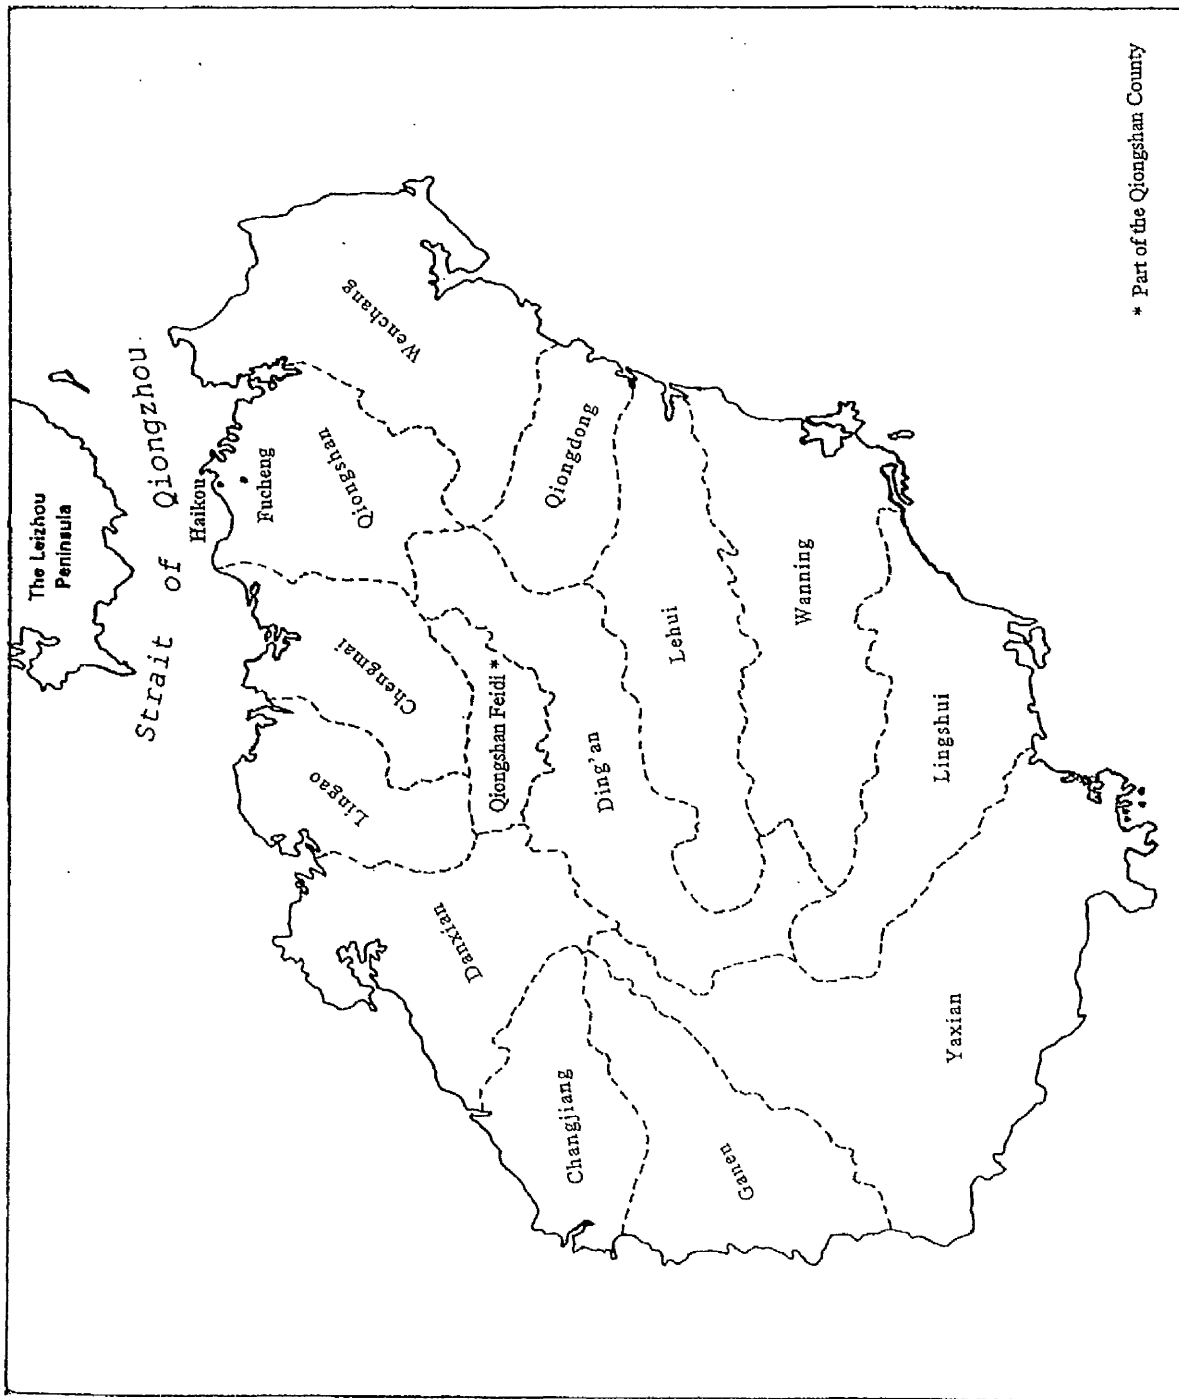 The Leizhou
Peninsula
Strait of Qiongzhou.
Haikou
Fucheng
Qiongshan
Wenchang
Chengmai
Lingao
Qiongshan Feidi *
Qiongdong
Ding'an
Danxian
Lehui
Wanning
Changjiang
Ganen
Lingshui
Yaxian
* Part of the Qiongshan County